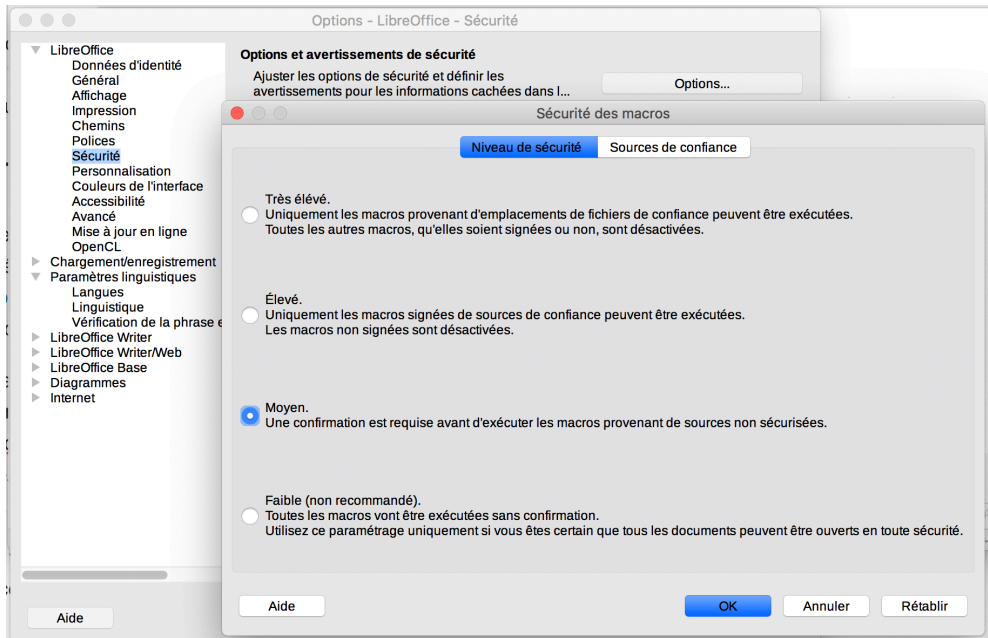 Options - LibreOffice - Sécurité
LibreOffice
Données d'identité
Général
Affichage
Impression
Chemins
Polices
Sécurité
Personnalisation
Couleurs de l'interface
Accessibilité
Avancé
Mise à jour en ligne
OpenCL
Chargement/enregistrement
Paramètres linguistiques
Langues
Linguistique
Vérification de la phrase
LibreOffice Writer
LibreOffice Writer/Web
LibreOffice Base
Diagrammes
Internet
Aide
Options et avertissements de sécurité
Ajuster les options de sécurité et définir les
avertissements pour les informations cachées dans l...
Options...
Sécurité des macros
Niveau de sécurité
Sources de confiance
Très élévé.
Uniquement les macros provenant d'emplacements de fichiers de confiance peuvent être exécutées.
Toutes les autres macros, qu'elles soient signées ou non, sont désactivées.
Élevé.
Uniquement les macros signées de sources de confiance peuvent être exécutées.
Les macros non signées sont désactivées.
Moyen.
Une confirmation est requise avant d'exécuter les macros provenant de sources non sécurisées.
Faible (non recommandé).
Toutes les macros vont être exécutées sans confirmation.
Utilisez ce paramétrage uniquement si vous êtes certain que tous les documents peuvent être ouverts en toute sécurité.
Aide
OK
Annuler
Rétablir